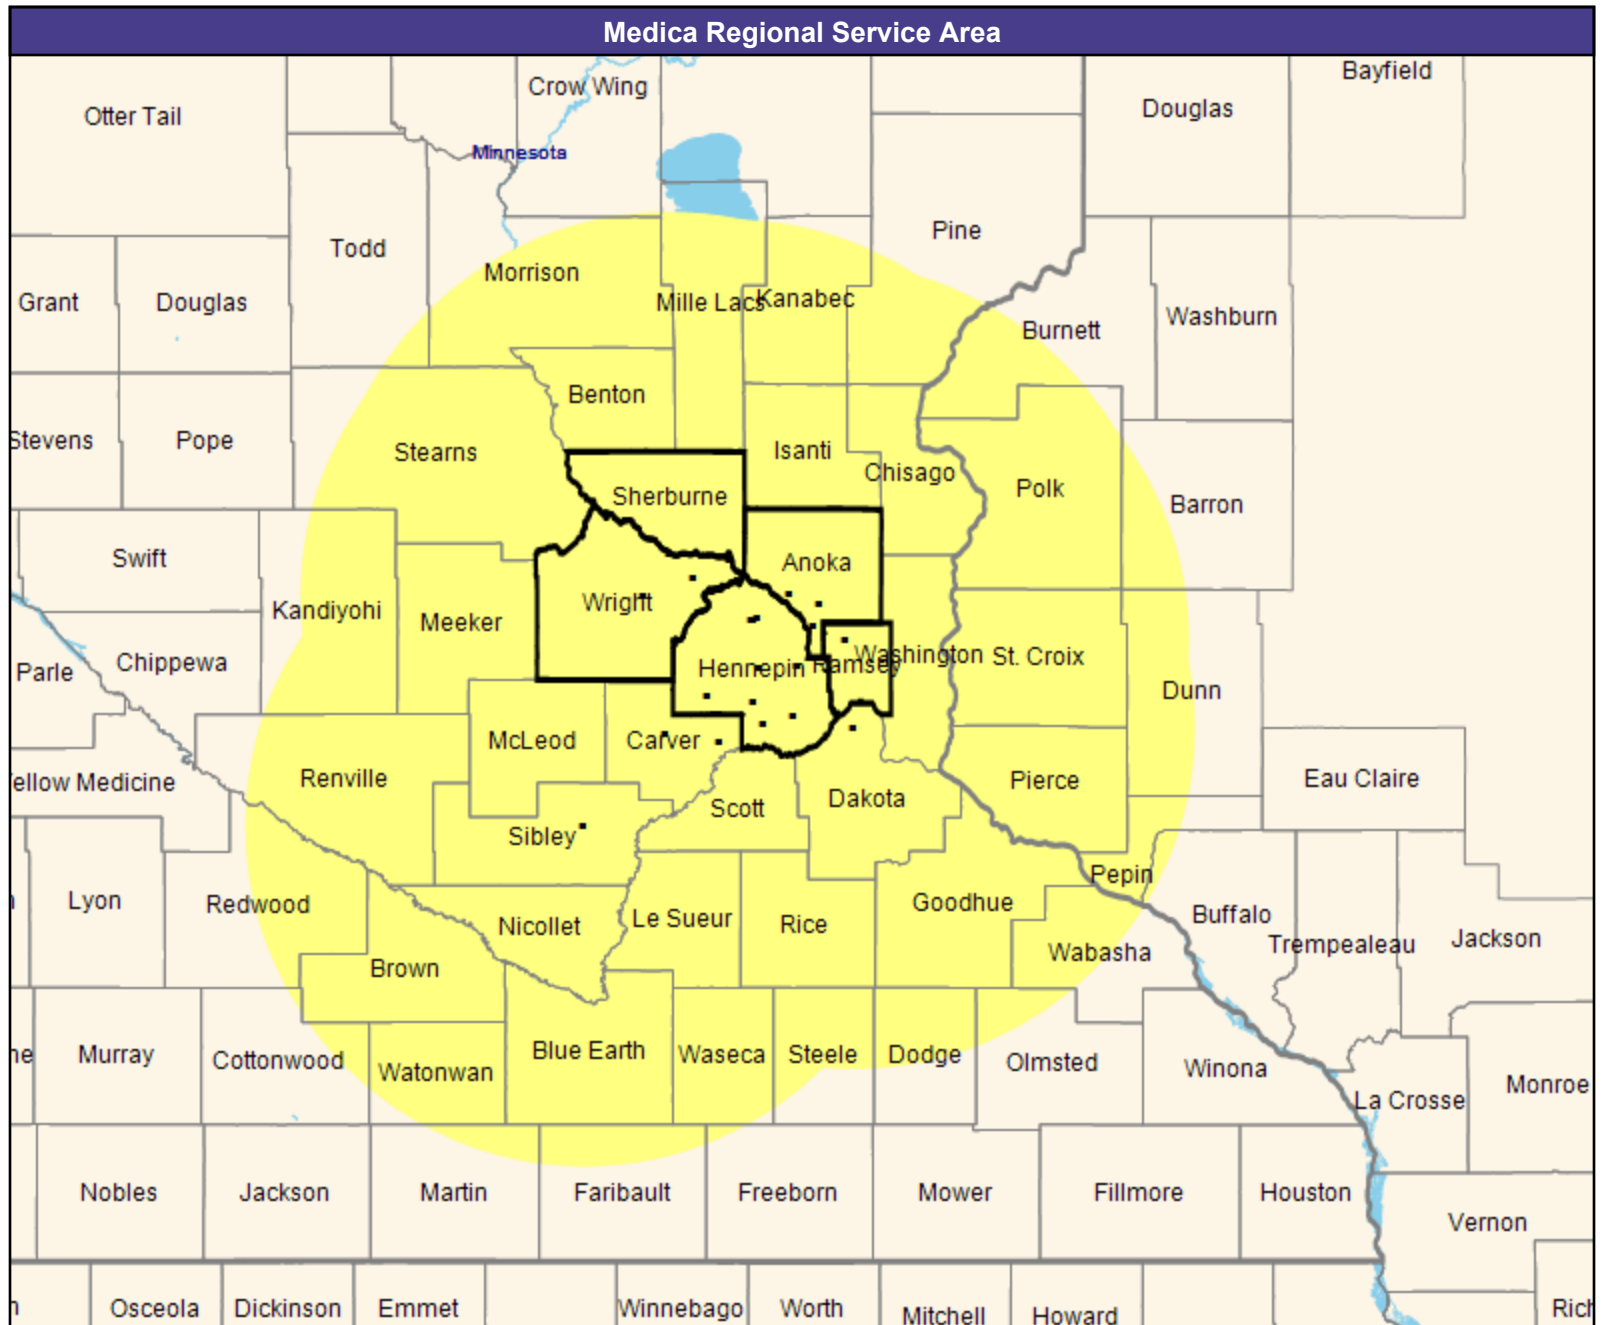 Medica Regional Service Area
Bayfield
Crow Wing
Douglas
Otter Tail
Minnesota
Pine
Todd
Morrison
Grant
Douglas
Mille Lacs
Kanabec
Washburn
Burnett
Benton
Stevens
Pope
Stearns
Isanti
Chisago
Polk
Sherburne
Barron
Swift
Anoka
Wright
Kandiyohi
Meeker
Washington
St. Croix
Chippewa
Parle
Hennepin
Ramsey
Dunn
McLeod
Carver
Renville
ellow Medicine
Pierce
Eau Claire
Dakota
Scott
Sibley
Pepin
Lyon
Redwood
Goodhue
Buffalo
Le Sueur
Rice
Nicollet
Jackson
Trempealeau
Wabasha
Brown
ne
Murray
Cottonwood
Blue Earth
Waseca
Steele
Dodge
Olmsted
Winona
Watonwan
Monroe
La Crosse
Nobles
Jackson
Martin
Faribault
Freeborn
Mower
Fillmore
Houston
Vernon
Osceola
Dickinson
Emmet
Winnebago
Worth
Mitchell
Howard
Rich